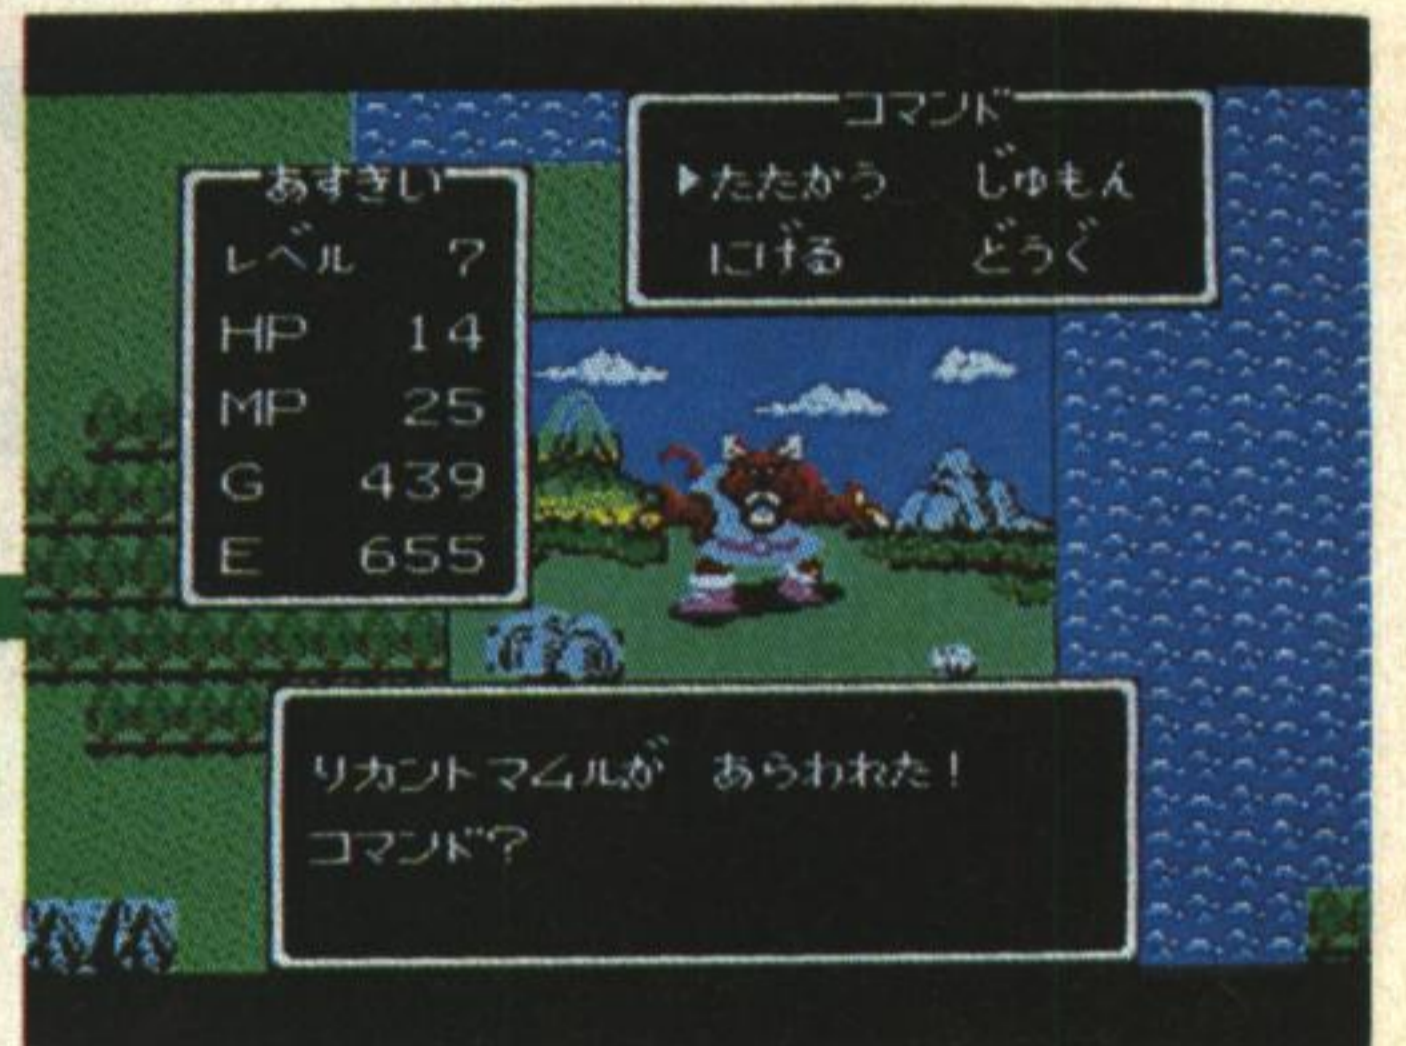 コマンド
▶たたかう じゅもん
にげる どうぐ
あすきい
レベル 7
HP 14
MP 25
G 439
E 655
リカントマムルが あらわれた!
コマンド?